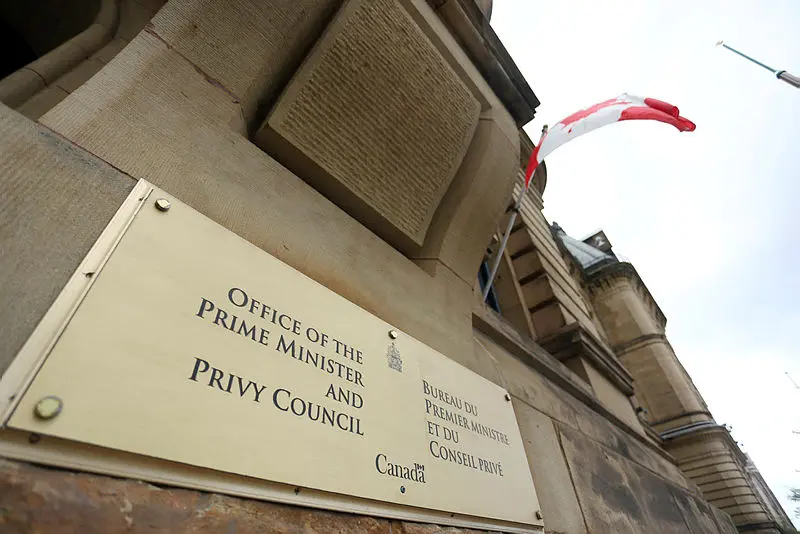 Office of the
Prime Minister
and
Privy Council
Bureau du
Premier ministre
et du
Conseil privé
Canada